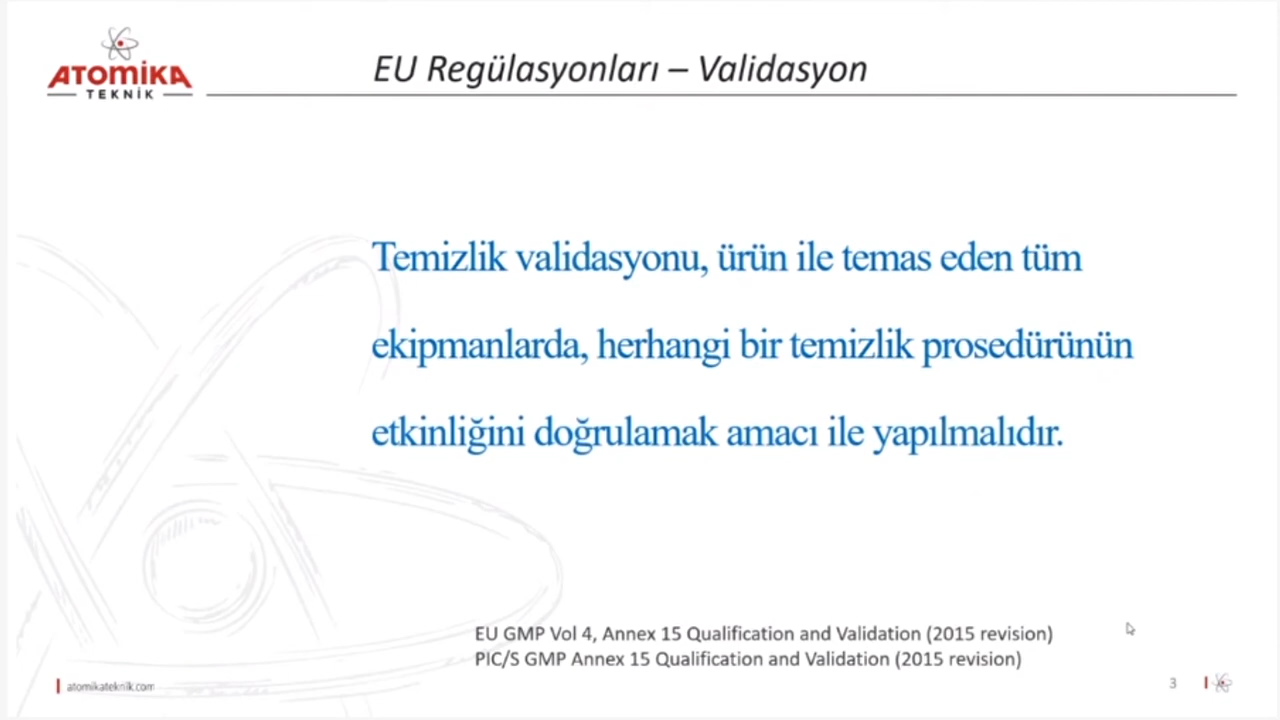 ATOMİKA
TEKNİK
EU Regülasyonları – Validasyon
Temizlik validasyonu, ürün ile temas eden tüm
ekipmanlarda, herhangi bir temizlik prosedürünün
etkinliğini doğrulamak amacı ile yapılmalıdır.
EU GMP Vol 4, Annex 15 Qualification and Validation (2015 revision)
PIC/S GMP Annex 15 Qualification and Validation (2015 revision)
atomikateknik.com
3